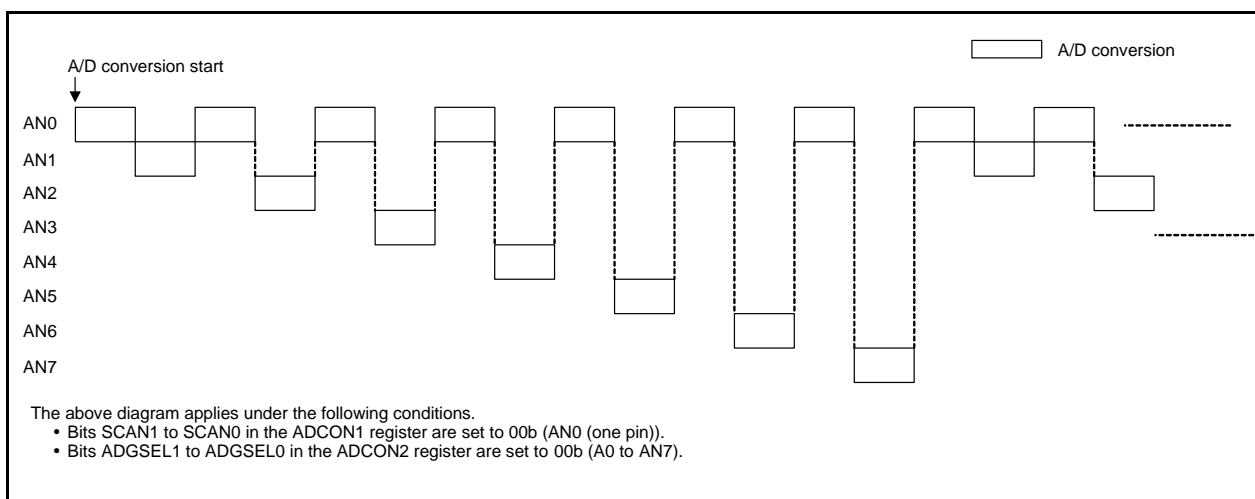 A/D conversion
A/D conversion start
AN0
AN1
AN2
AN3
AN4
AN5
AN6
AN7
The above diagram applies under the following conditions.
• Bits SCAN1 to SCAN0 in the ADCON1 register are set to 00b (AN0 (one pin)).
• Bits ADGSEL1 to ADGSEL0 in the ADCON2 register are set to 00b (A0 to AN7).